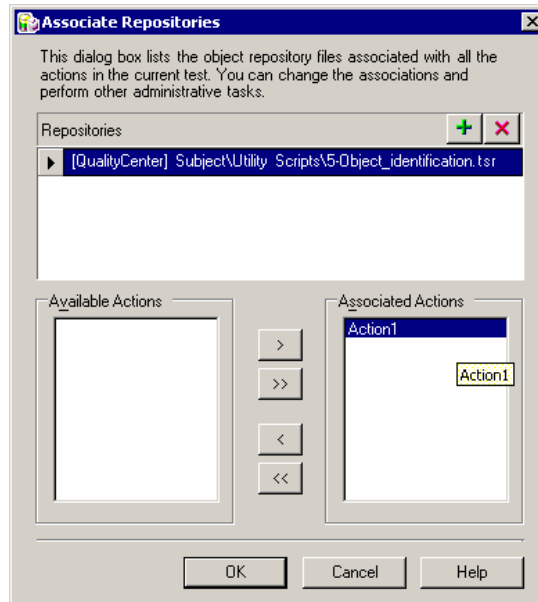 Associate Repositories
This dialog box lists the object repository files associated with all the
actions in the current test. You can change the associations and
perform other administrative tasks.
Repositories
[QualityCenter] Subject\Utility Scripts\5-Object_identification.tsr
Available Actions
Associated Actions
Action1
Action1
>
>>
<
<<
OK
Cancel
Help